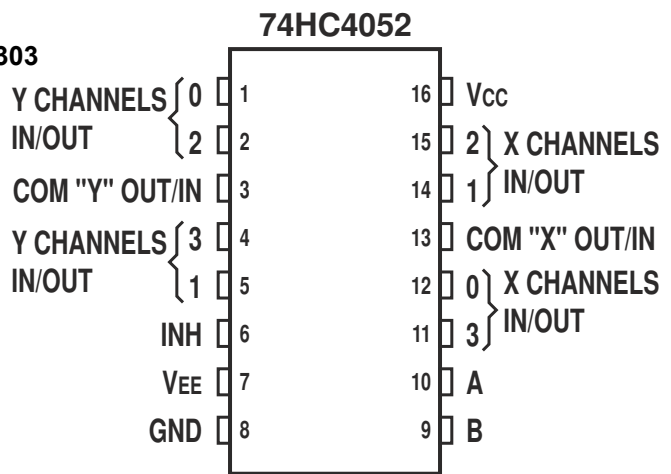 74HC4052
303
Y CHANNELS 0 1
IN/OUT 2 2
COM "Y" OUT/IN 3
Y CHANNELS 3 4
IN/OUT 1 5
INH 6
VEE 7
GND 8
16 VCC
15 2 X CHANNELS
14 1 IN/OUT
13 COM "X" OUT/IN
12 0 X CHANNELS
11 3 IN/OUT
10 A
9 B